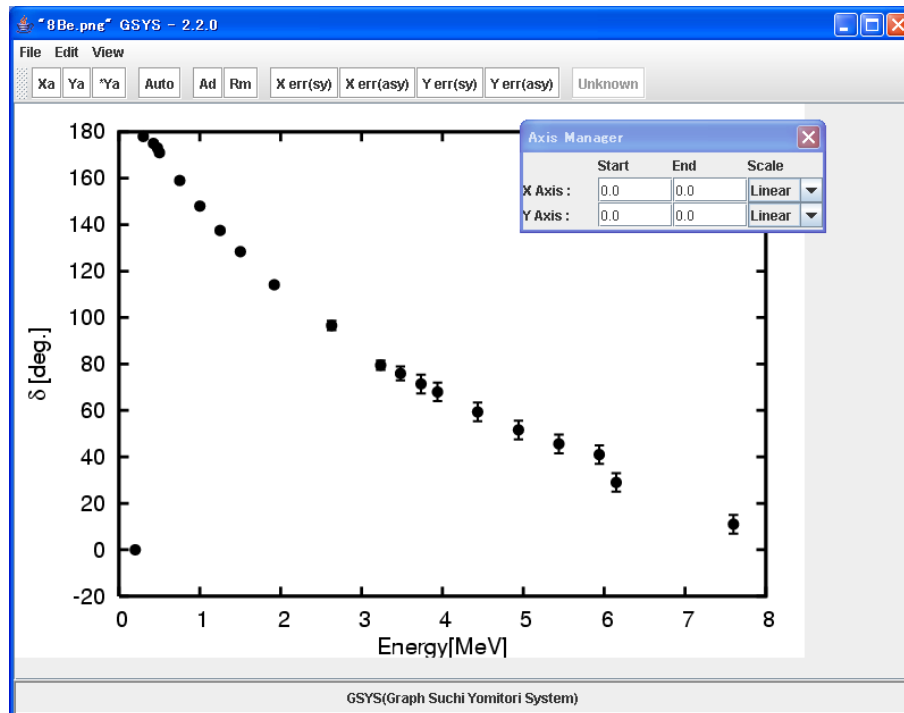 "8Be.png" GSYS - 2.2.0
File Edit View
Xa Ya *Ya Auto Ad Rm X err(sy) X err(asy) Y err(sy) Y err(asy) Unknown
Axis Manager
Start End Scale
X Axis : 0.0 0.0 Linear
Y Axis : 0.0 0.0 Linear
180
160
140
120
100
80
60
40
20
0
-20
δ [deg.]
0 1 2 3 4 5 6 7 8
Energy[MeV]
GSYS(Graph Suchi Yomitori System)